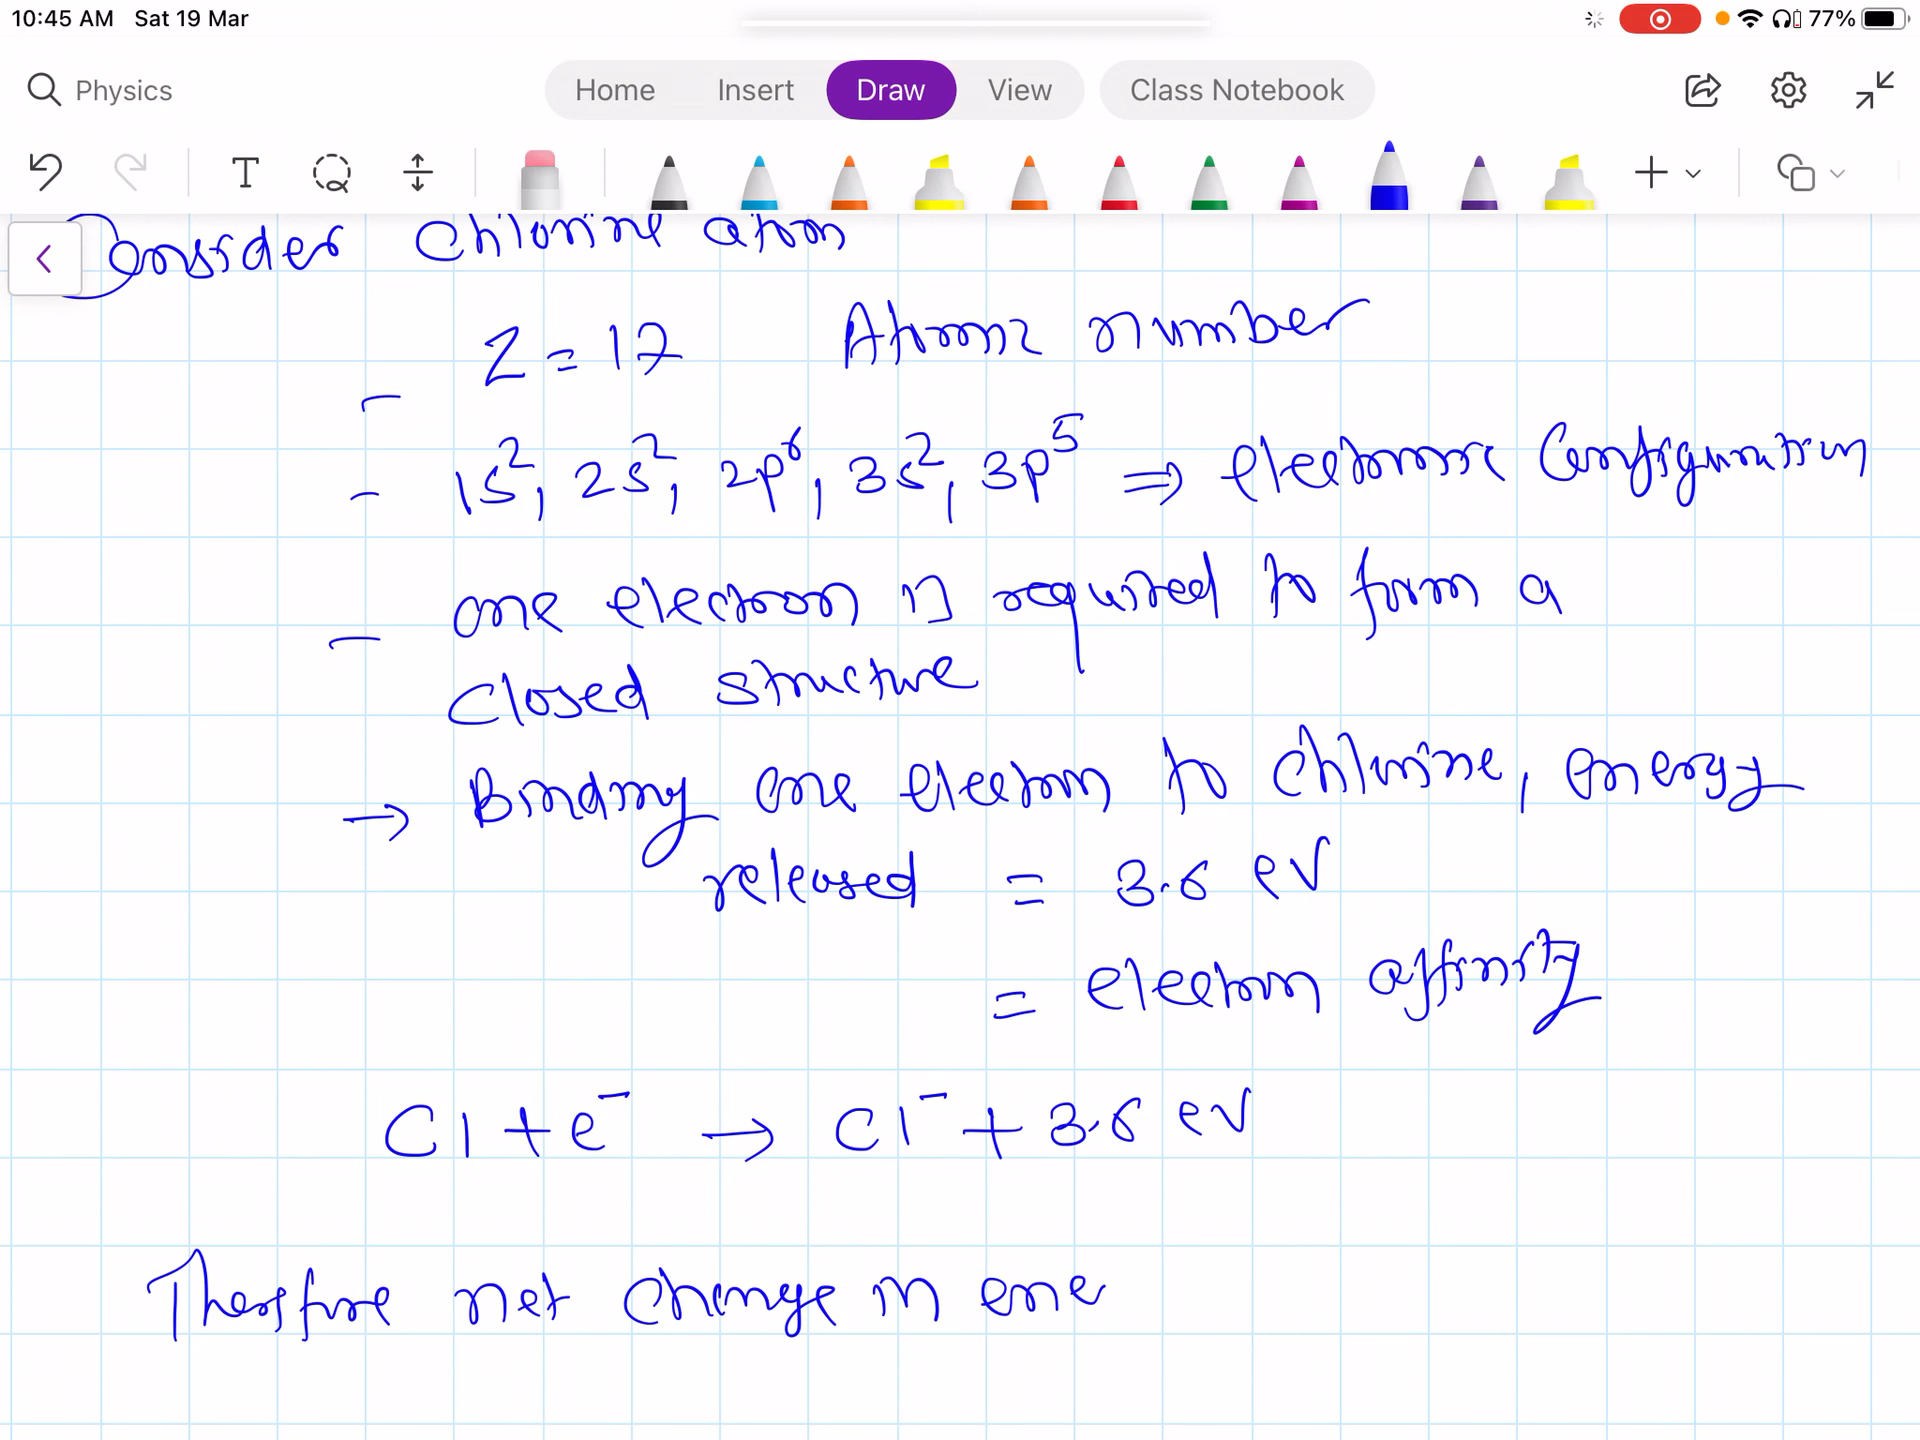 10:45 AM Sat 19 Mar 77%
Physics Home Insert Draw View Class Notebook
T
Consider Chlorine atom
Z = 17 Atomic number
- 1s², 2s², 2p⁶, 3s², 3p⁵ ⇒ electronic Configuration
- one electron is required to form a
closed structure
→ Binding one electron to chlorine, energy
released = 3.6 eV
= electron affinity
Cl + e⁻ → Cl⁻ + 3.6 eV
Therefore net change in ene